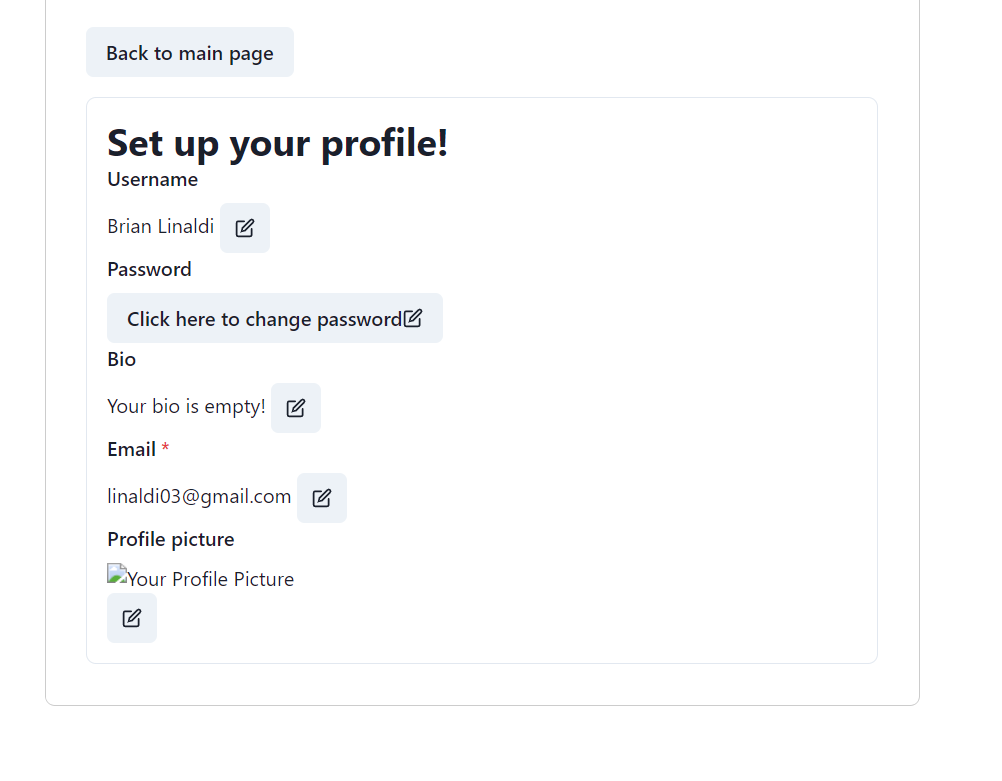 Back to main page
Set up your profile!
Username
Brian Linaldi
Password
Click here to change password
Bio
Your bio is empty!
Email *
linaldi03@gmail.com
Profile picture
Your Profile Picture